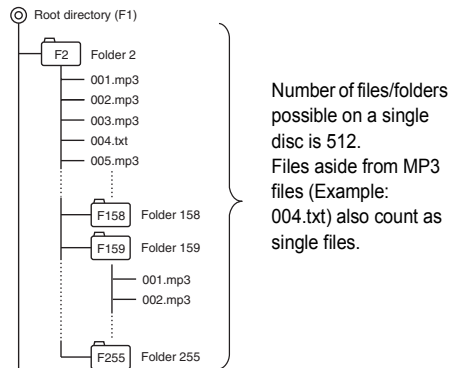 Root directory (F1)
F2 Folder 2
001.mp3
002.mp3
003.mp3
004.txt
005.mp3
F158 Folder 158
F159 Folder 159
001.mp3
002.mp3
F255 Folder 255
Number of files/folders
possible on a single
disc is 512.
Files aside from MP3
files (Example:
004.txt) also count as
single files.